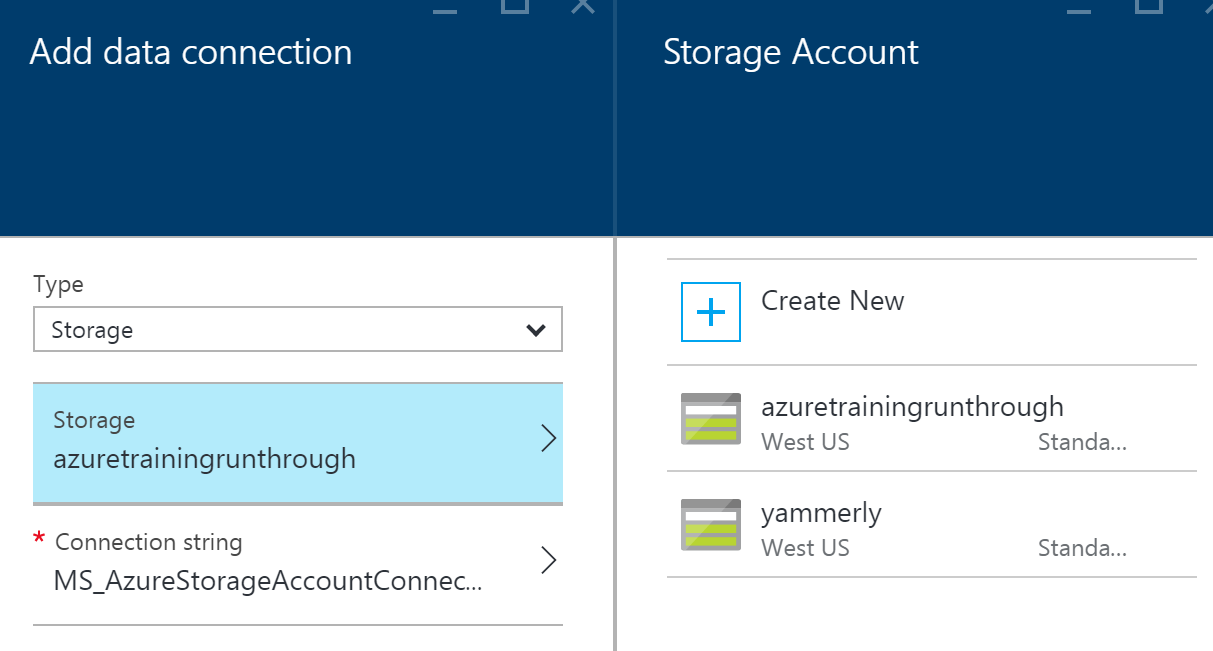 Add data connection
Type
Storage
Storage
azuretrainingrunthrough
* Connection string
MS_AzureStorageAccountConnec...
Storage Account
Create New
azuretrainingrunthrough
West US Standa...
yammerly
West US Standa...